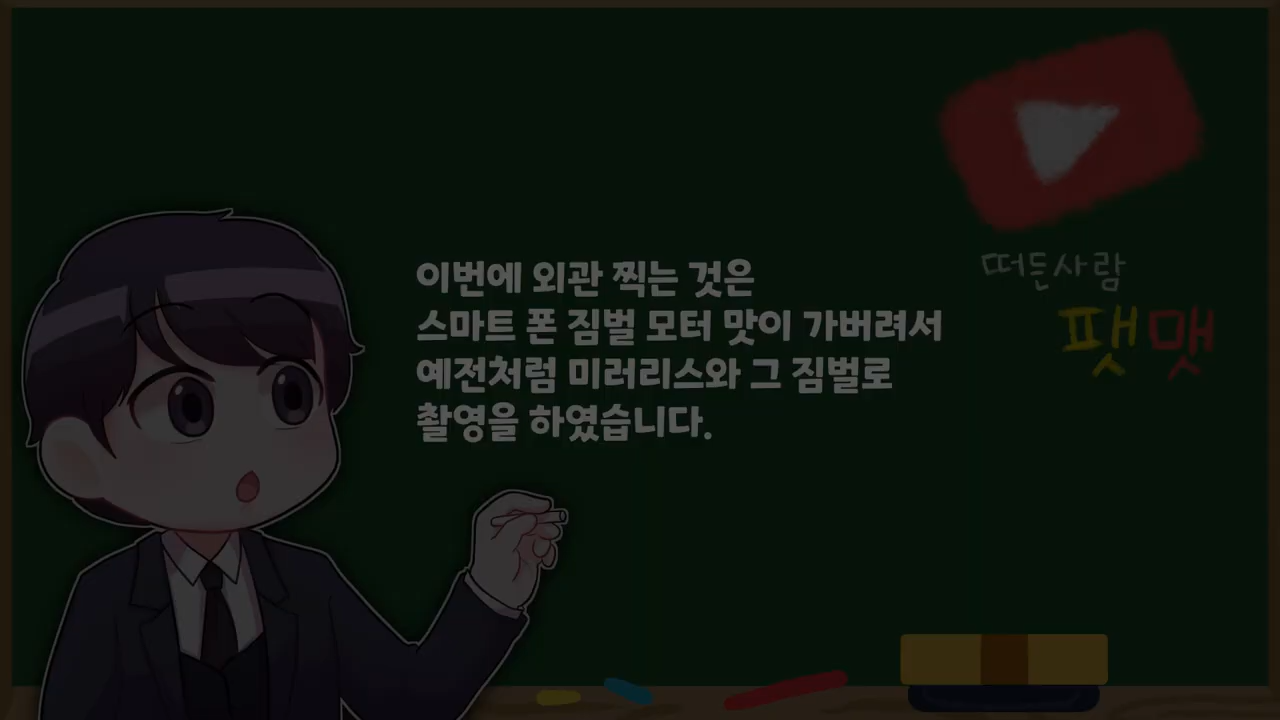 이번에 외관 찍는 것은
스마트 폰 짐벌 모터 맛이 가버려서
예전처럼 미러리스와 그 짐벌로
촬영을 하였습니다.
떠든사람
팻맷